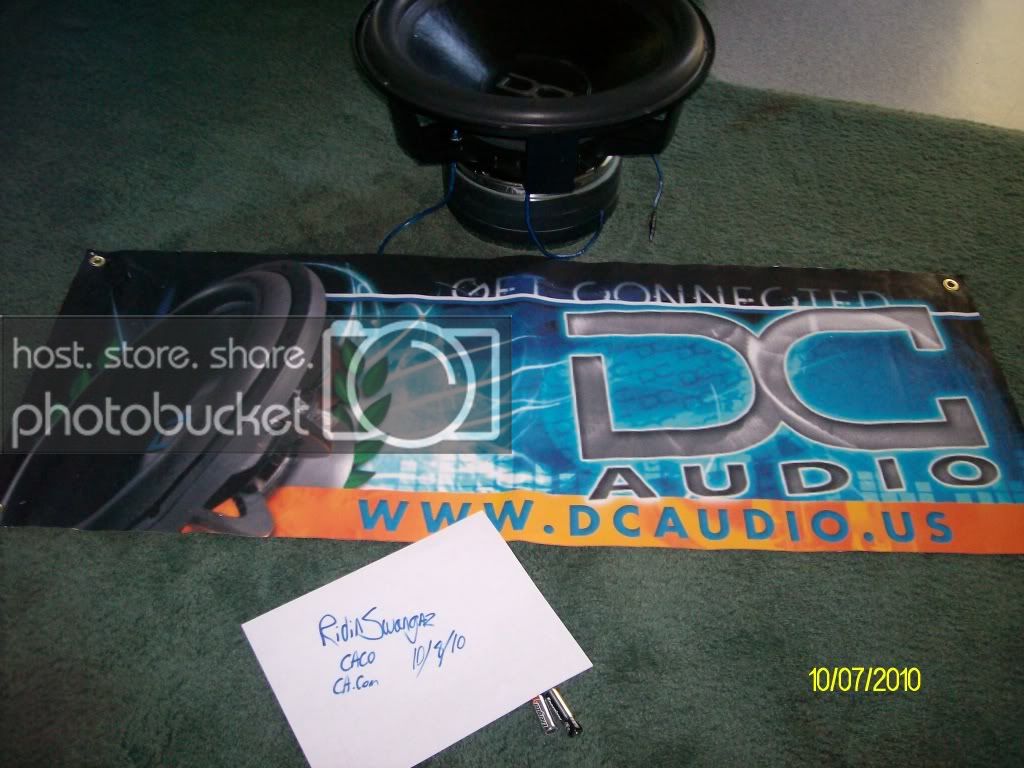 DC
GET CONNECTED
DC
AUDIO
WWW.DCAUDIO.US
host. store. share.
photobucket
RidinSwangaz
CACO 10/8/10
CA.Com
10/07/2010